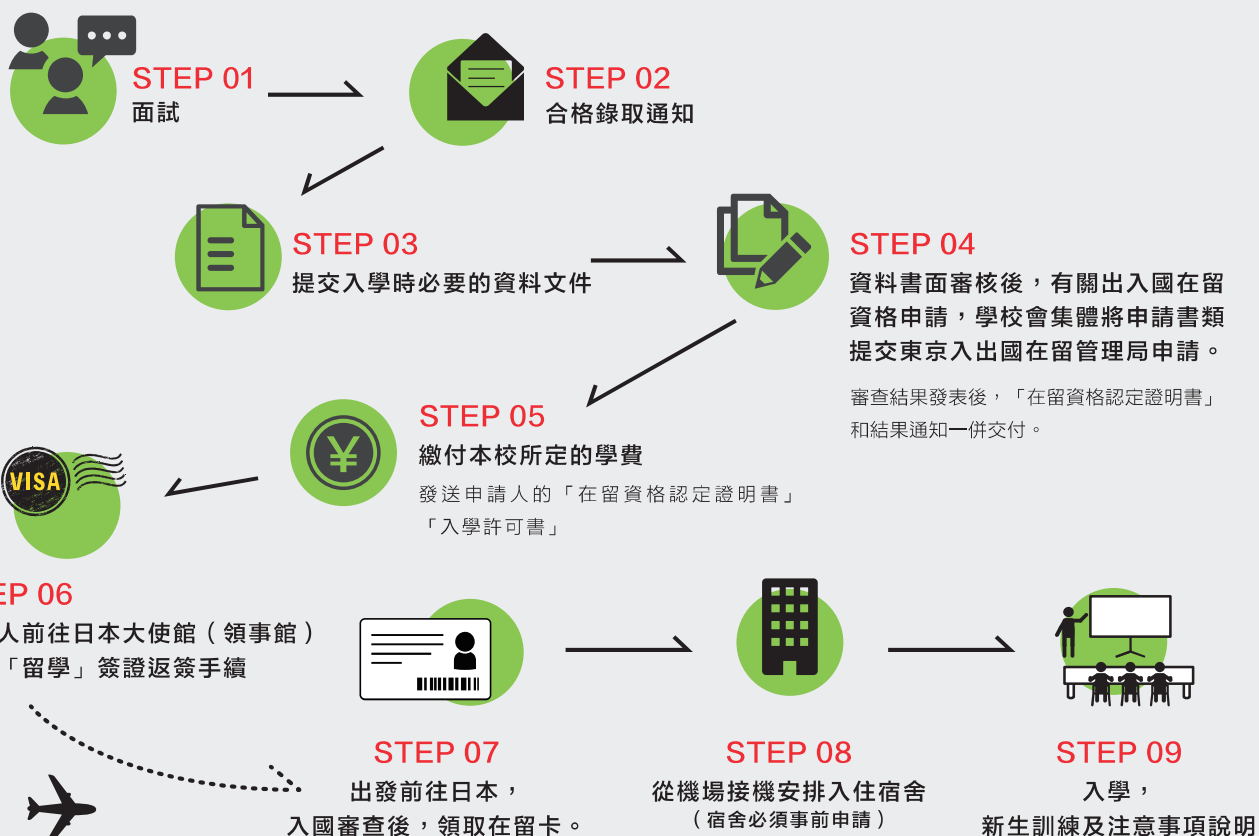 STEP 01
面試
STEP 02
合格錄取通知
STEP 03
提交入學時必要的資料文件
STEP 04
資料書面審核後，有關出入國在留
資格申請，學校會集體將申請書類
提交東京入出國在留管理局申請。
審查結果發表後，「在留資格認定證明書」
和結果通知一併交付。
STEP 05
繳付本校所定的學費
發送申請人的「在留資格認定證明書」
「入學許可書」
¥
VISA
EP 06
人前往日本大使館（領事館）
「留學」簽證返簽手續
STEP 07
出發前往日本，
入國審查後，領取在留卡。
STEP 08
從機場接機安排入住宿舍
（宿舍必須事前申請）
STEP 09
入學，
新生訓練及注意事項說明